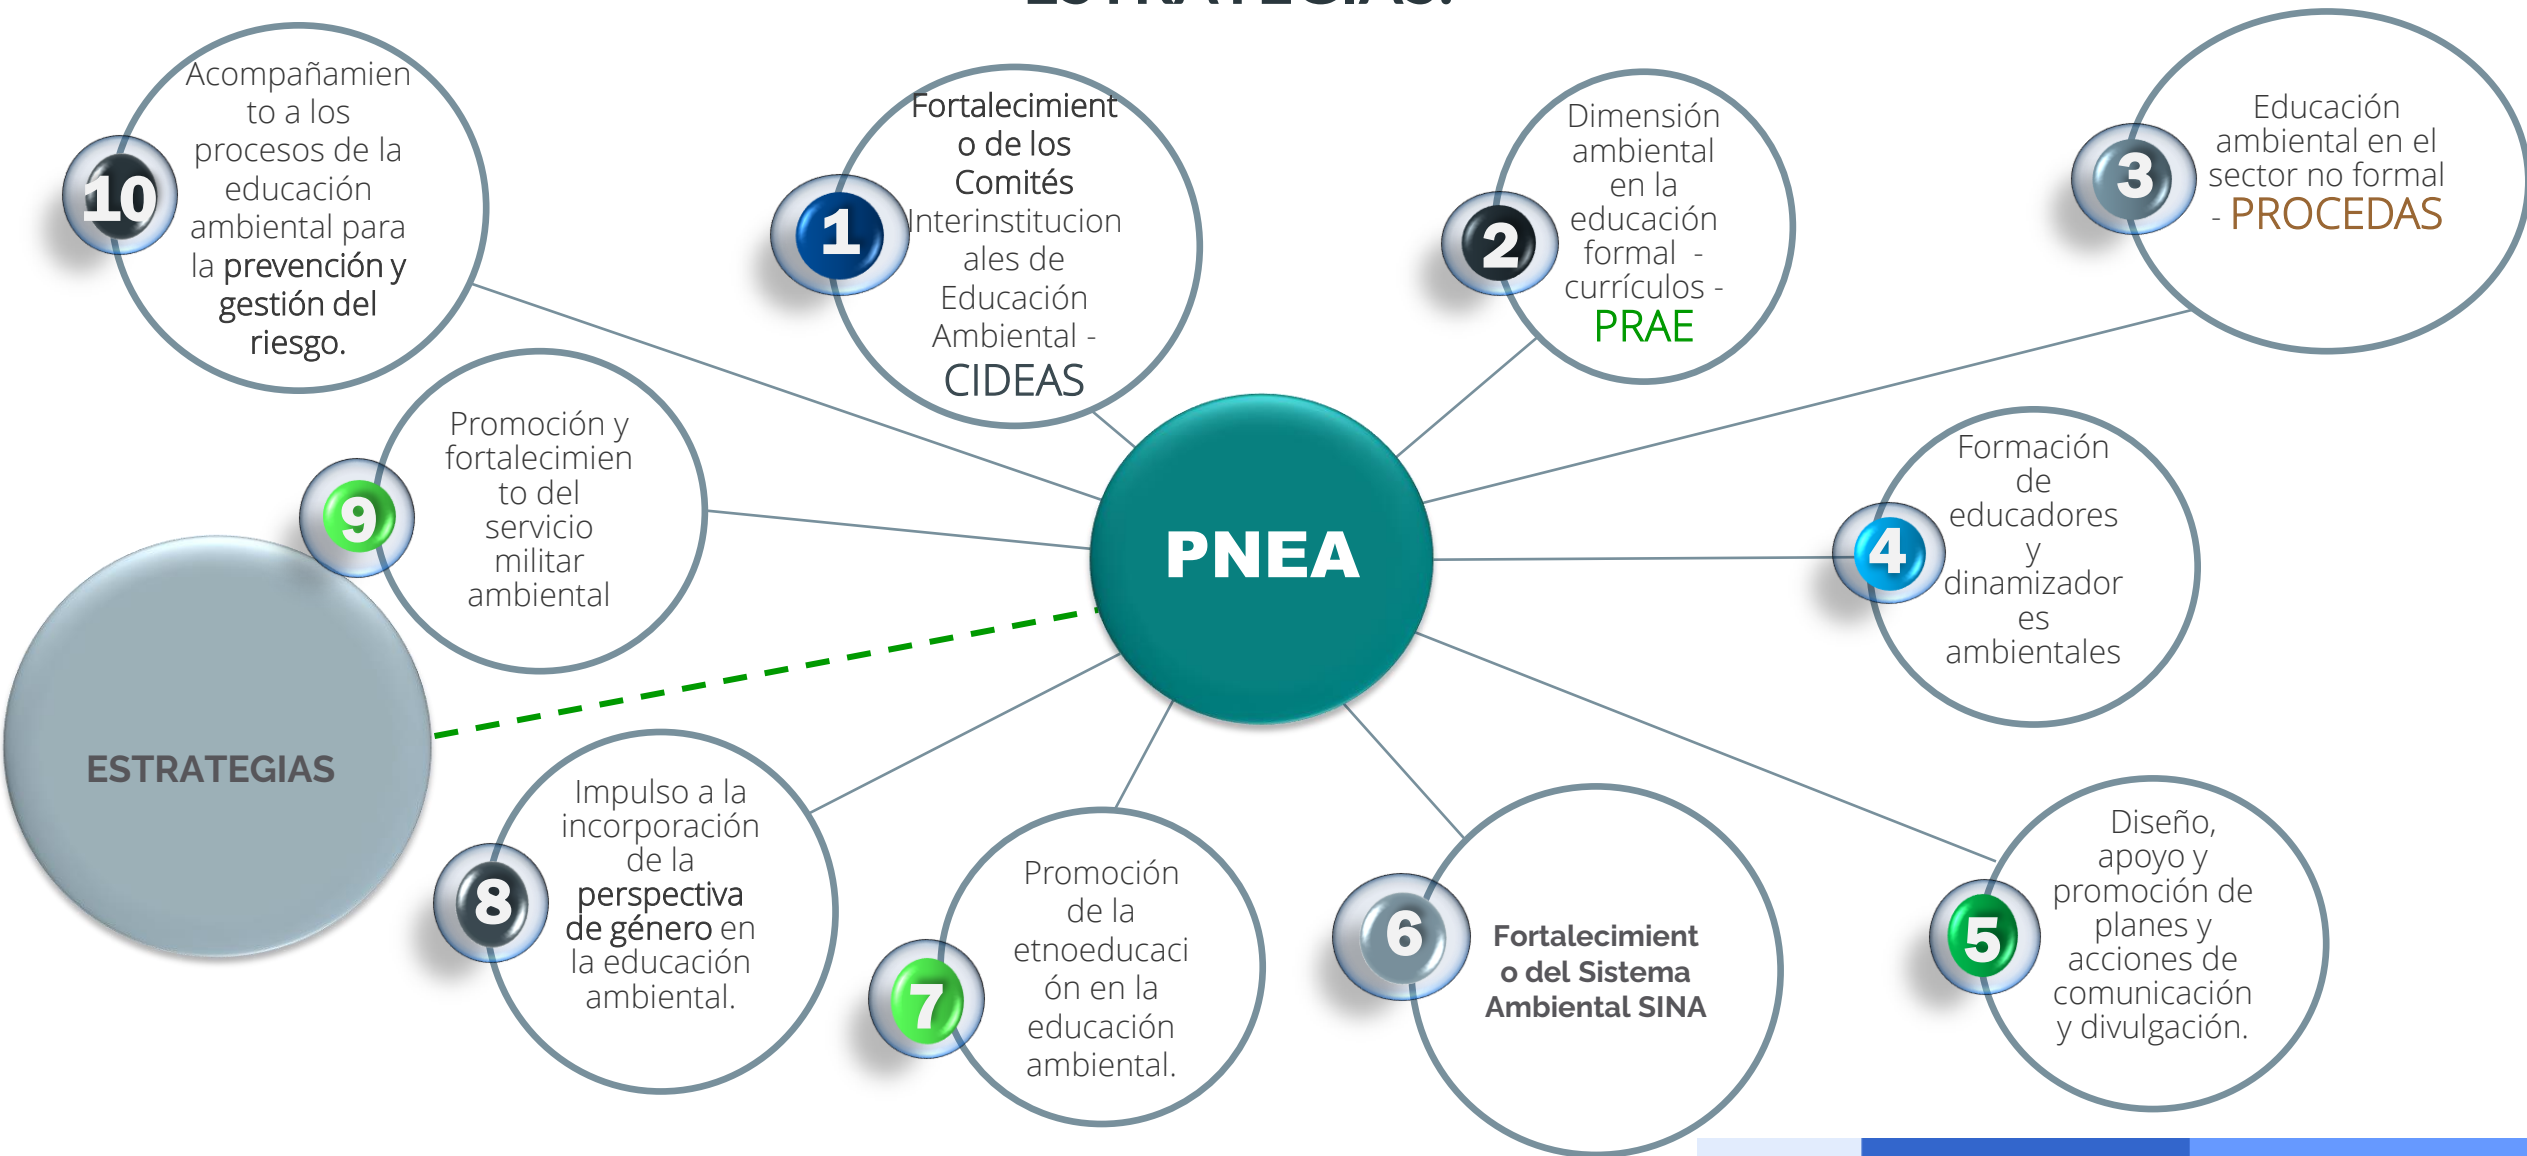 ESTRATEGIAS:
10
Acompañamien
to a los
procesos de la
educación
ambiental para
la prevención y
gestión del
riesgo.
1
Fortalecimient
o de los
Comités
Interinstitucion
ales de
Educación
Ambiental -
CIDEAS
2
Dimensión
ambiental
en la
educación
formal -
currículos -
PRAE
3
Educación
ambiental en el
sector no formal
- PROCEDAS
9
Promoción y
fortalecimien
to del
servicio
militar
ambiental
PNEA
4
Formación
de
educadores
y
dinamizador
es
ambientales
ESTRATEGIAS
8
Impulso a la
incorporación
de la
perspectiva
de género en
la educación
ambiental.
7
Promoción
de la
etnoeducaci
ón en la
educación
ambiental.
6
Fortalecimient
o del Sistema
Ambiental SINA
5
Diseño,
apoyo y
promoción de
planes y
acciones de
comunicación
y divulgación.